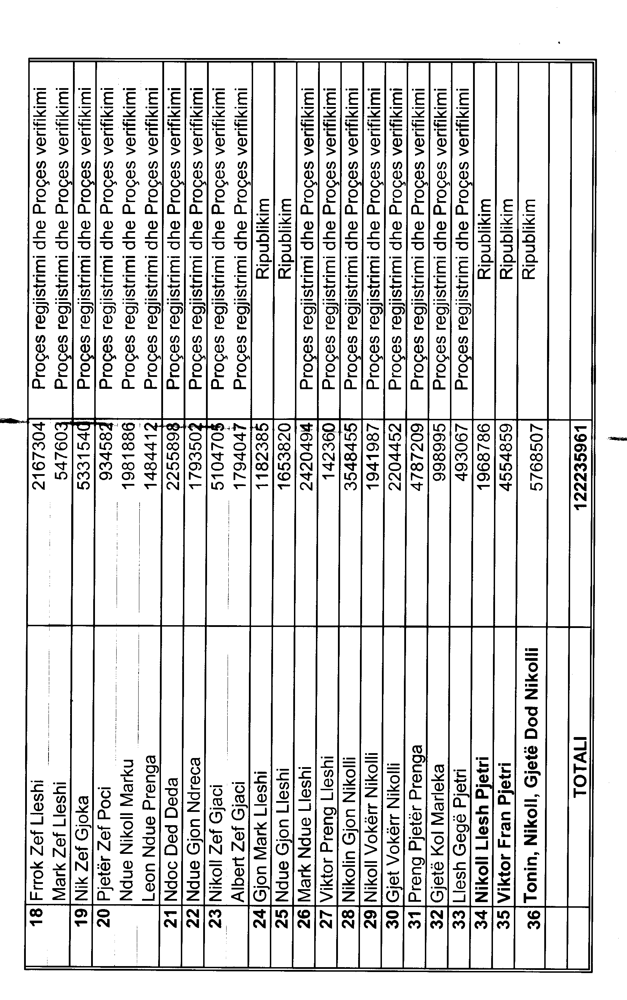 18 Frrok Zef Lleshi 2167304 Proçes regjistrimi dhe Proçes verifikimi
Mark Zef Lleshi 547603 Proçes regjistrimi dhe Proçes verifikimi
19 Nik Zef Gjoka 5331540 Proçes regjistrimi dhe Proçes verifikimi
20 Pjetër Zef Poci 934582 Proçes regjistrimi dhe Proçes verifikimi
Ndue Nikoll Marku 1981886 Proçes regjistrimi dhe Proçes verifikimi
Leon Ndue Prenga 1484412 Proçes regjistrimi dhe Proçes verifikimi
21 Ndoc Ded Deda 2255898 Proçes regjistrimi dhe Proçes verifikimi
22 Ndue Gjon Ndreca 1793502 Proçes regjistrimi dhe Proçes verifikimi
23 Nikoll Zef Gjaci 5104705 Proçes regjistrimi dhe Proçes verifikimi
Albert Zef Gjaci 1794047 Proçes regjistrimi dhe Proçes verifikimi
24 Gjon Mark Lleshi 1182385 Ripublikim
25 Ndue Gjon Lleshi 1653820 Ripublikim
26 Mark Ndue Lleshi 2420494 Proçes regjistrimi dhe Proçes verifikimi
27 Viktor Preng Lleshi 142360 Proçes regjistrimi dhe Proçes verifikimi
28 Nikolin Gjon Nikolli 3548455 Proçes regjistrimi dhe Proçes verifikimi
29 Nikoll Vokërr Nikolli 1941987 Proçes regjistrimi dhe Proçes verifikimi
30 Gjet Vokërr Nikolli 2204452 Proçes regjistrimi dhe Proçes verifikimi
31 Preng Pjetër Prenga 4787209 Proçes regjistrimi dhe Proçes verifikimi
32 Gjetë Kol Marleka 998995 Proçes regjistrimi dhe Proçes verifikimi
33 Llesh Gegë Pjetri 493067 Proçes regjistrimi dhe Proçes verifikimi
34 Nikoll Llesh Pjetri 1968786 Ripublikim
35 Viktor Fran Pjetri 4554859 Ripublikim
36 Tonin, Nikoll, Gjetë Dod Nikolli 5768507 Ripublikim
TOTALI 122235961